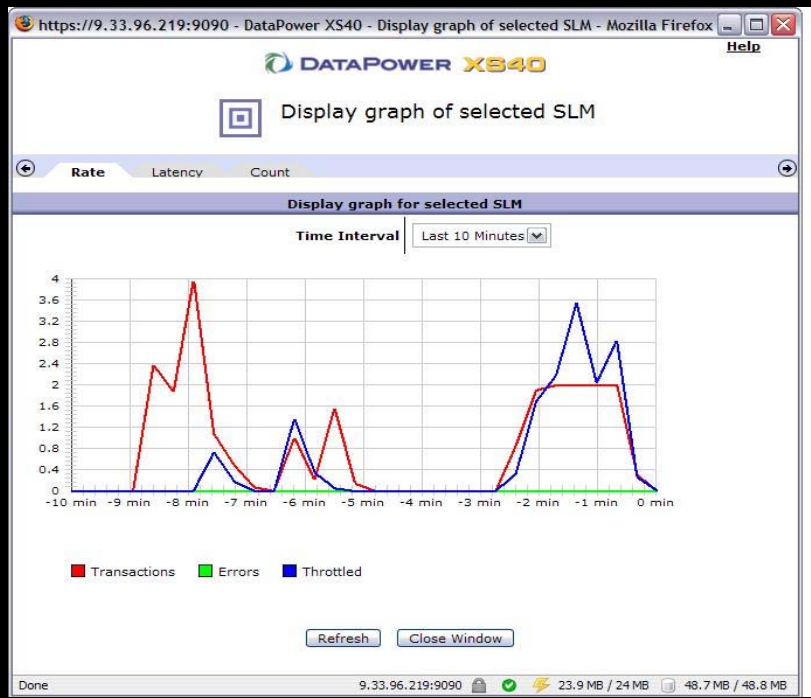 https://9.33.96.219:9090 - DataPower XS40 - Display graph of selected SLM - Mozilla Firefox
Help
DATAPOWER XS40
Display graph of selected SLM
Rate Latency Count
Display graph for selected SLM
Time Interval Last 10 Minutes
4
3.6
3.2
2.8
2.4
2
1.6
1.2
0.8
0.4
0
-10 min -9 min -8 min -7 min -6 min -5 min -4 min -3 min -2 min -1 min 0 min
Transactions Errors Throttled
Refresh Close Window
Done 9.33.96.219:9090 23.9 MB / 24 MB 48.7 MB / 48.8 MB